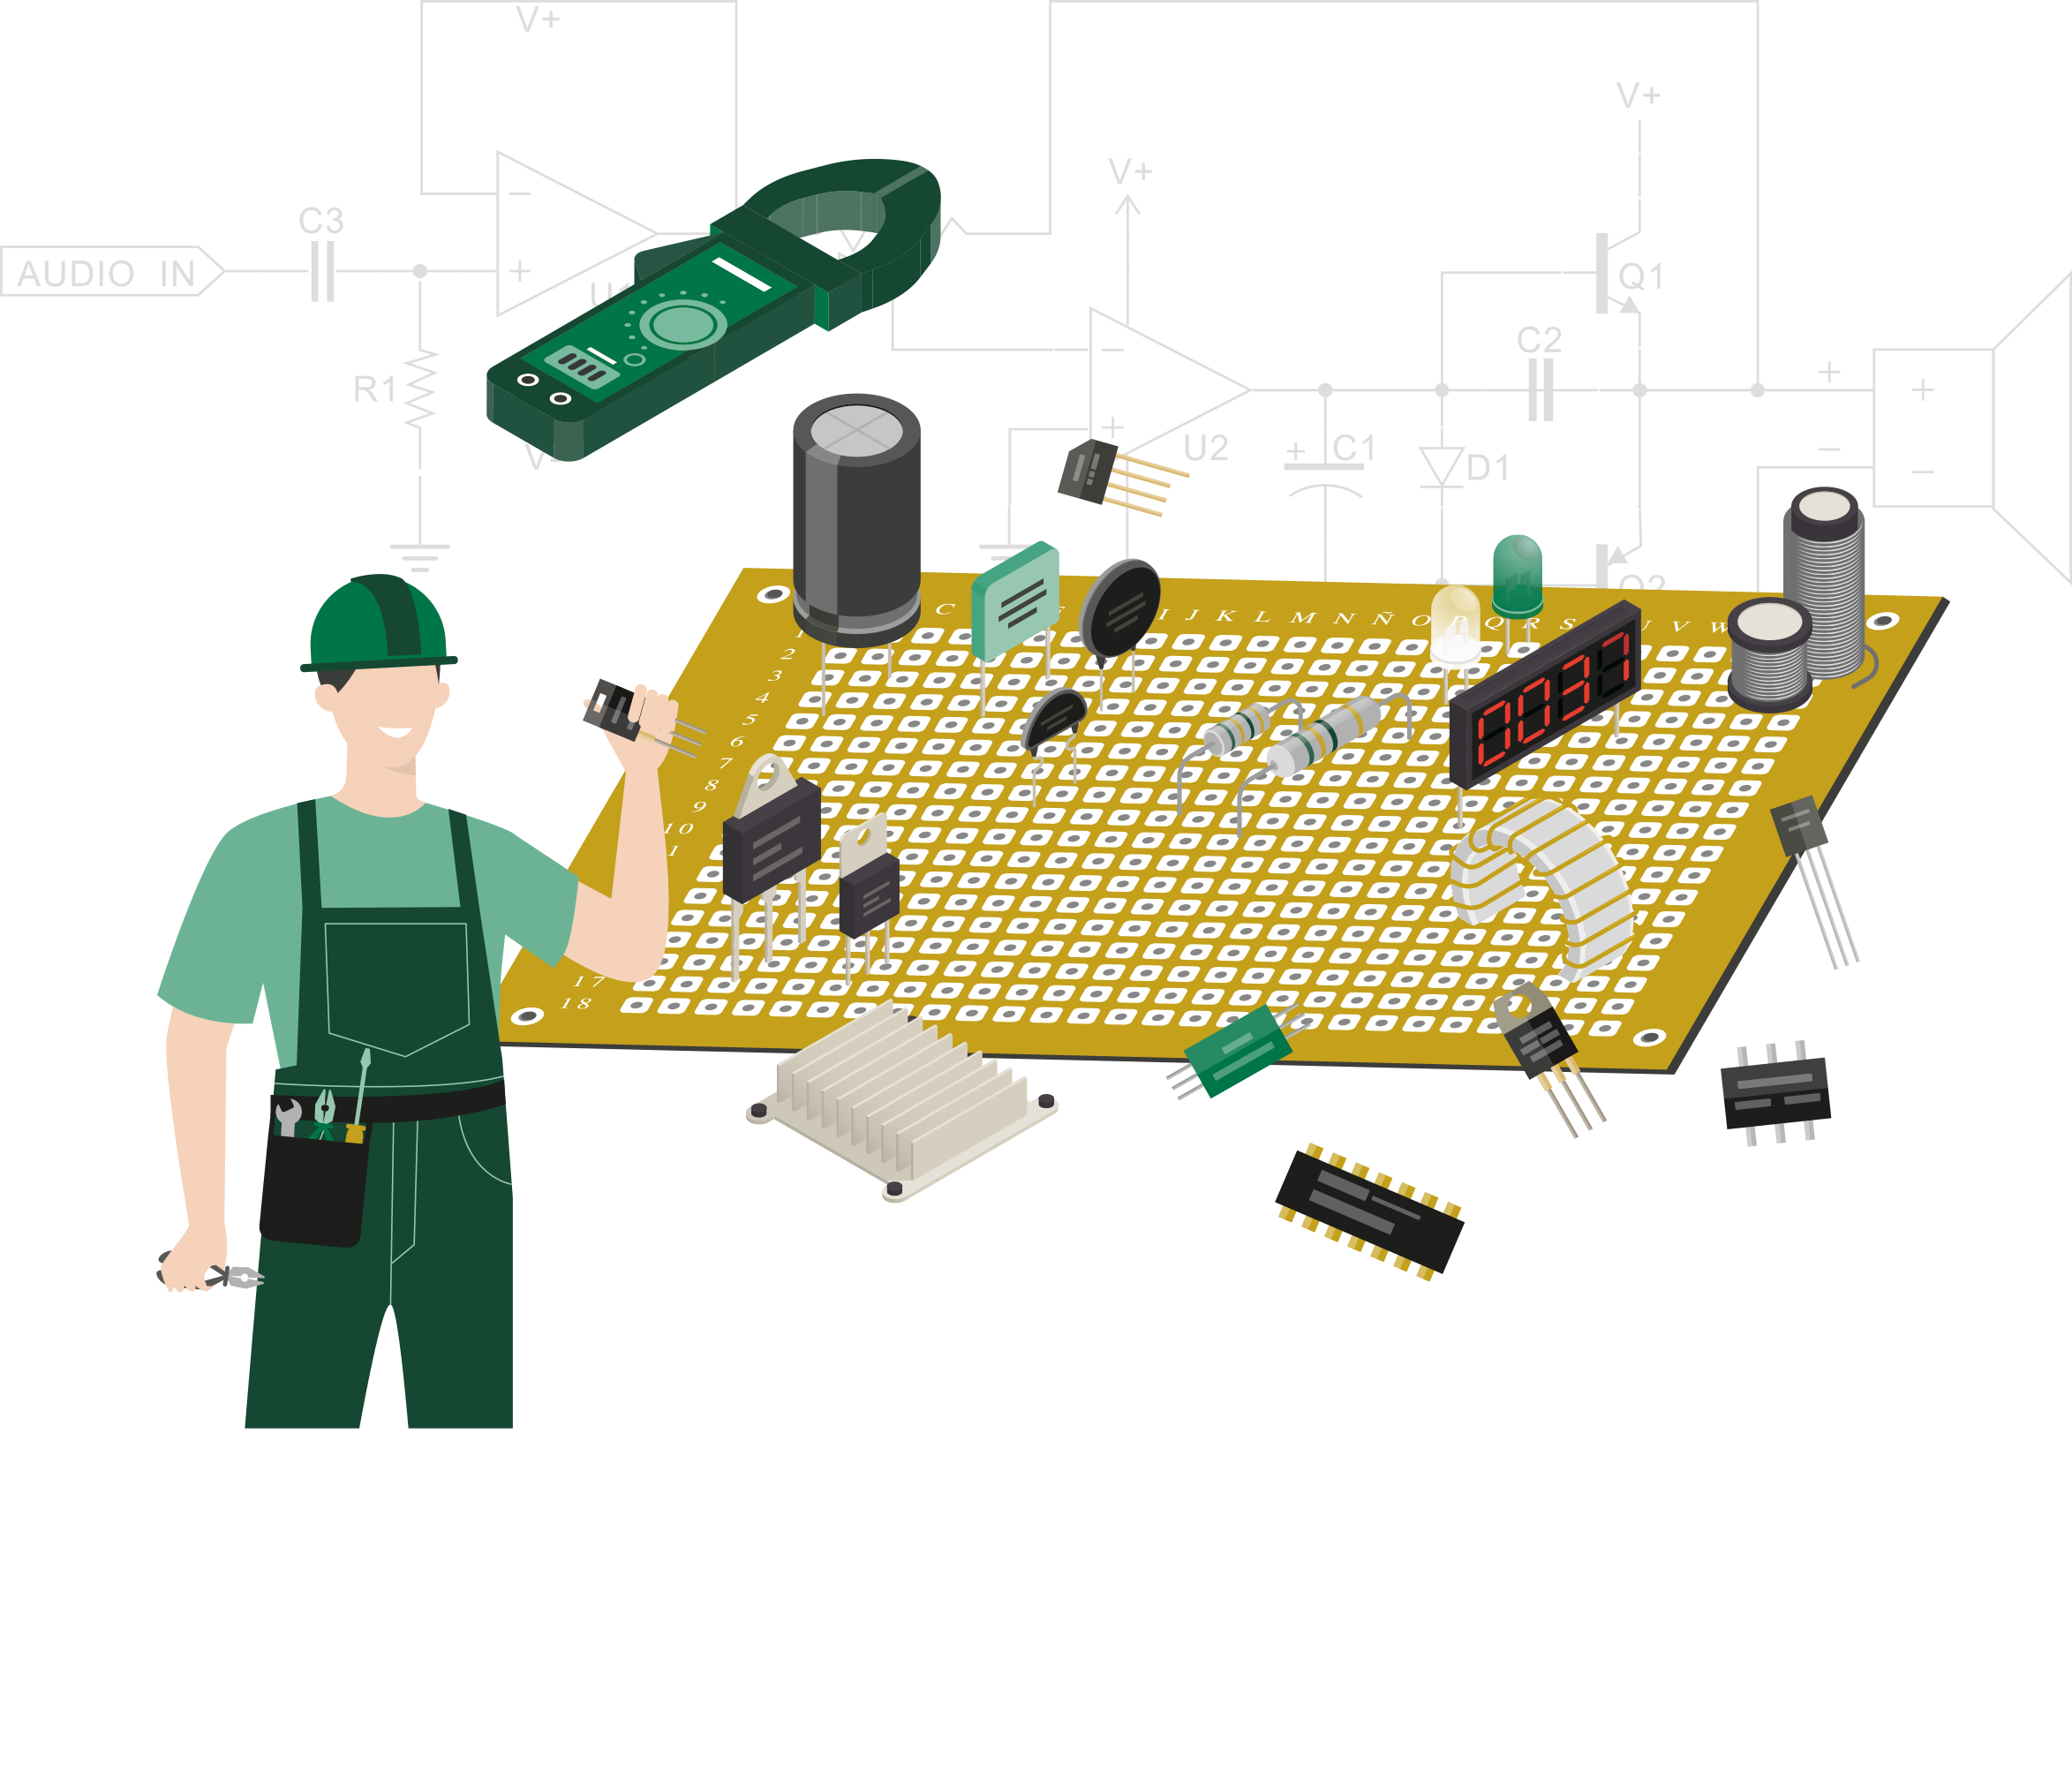 V+
V+
V+
C3
Q1
AUDIO IN
C2
R1
U2
C1
D1
Q2
C
I J K L M N Ñ O P Q R S
U V W
1
2
3
4
5
6
7
8
9
10
17
18